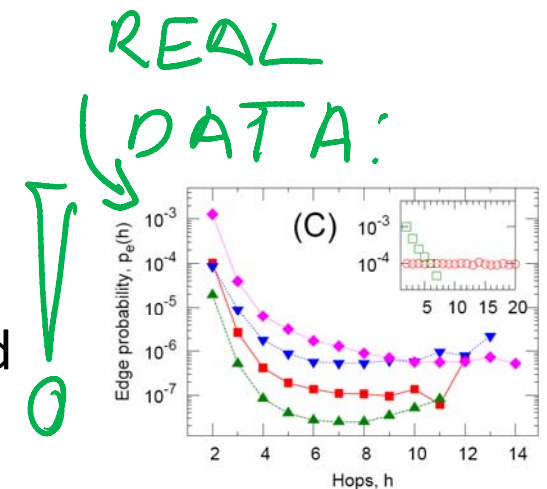 REAL
DATA:
!
d
(C)
Edge probability, pₑ(h)
10⁻³
10⁻⁴
10⁻⁵
10⁻⁶
10⁻⁷
2 4 6 8 10 12 14
Hops, h
10⁻³
10⁻⁴
5 10 15 20